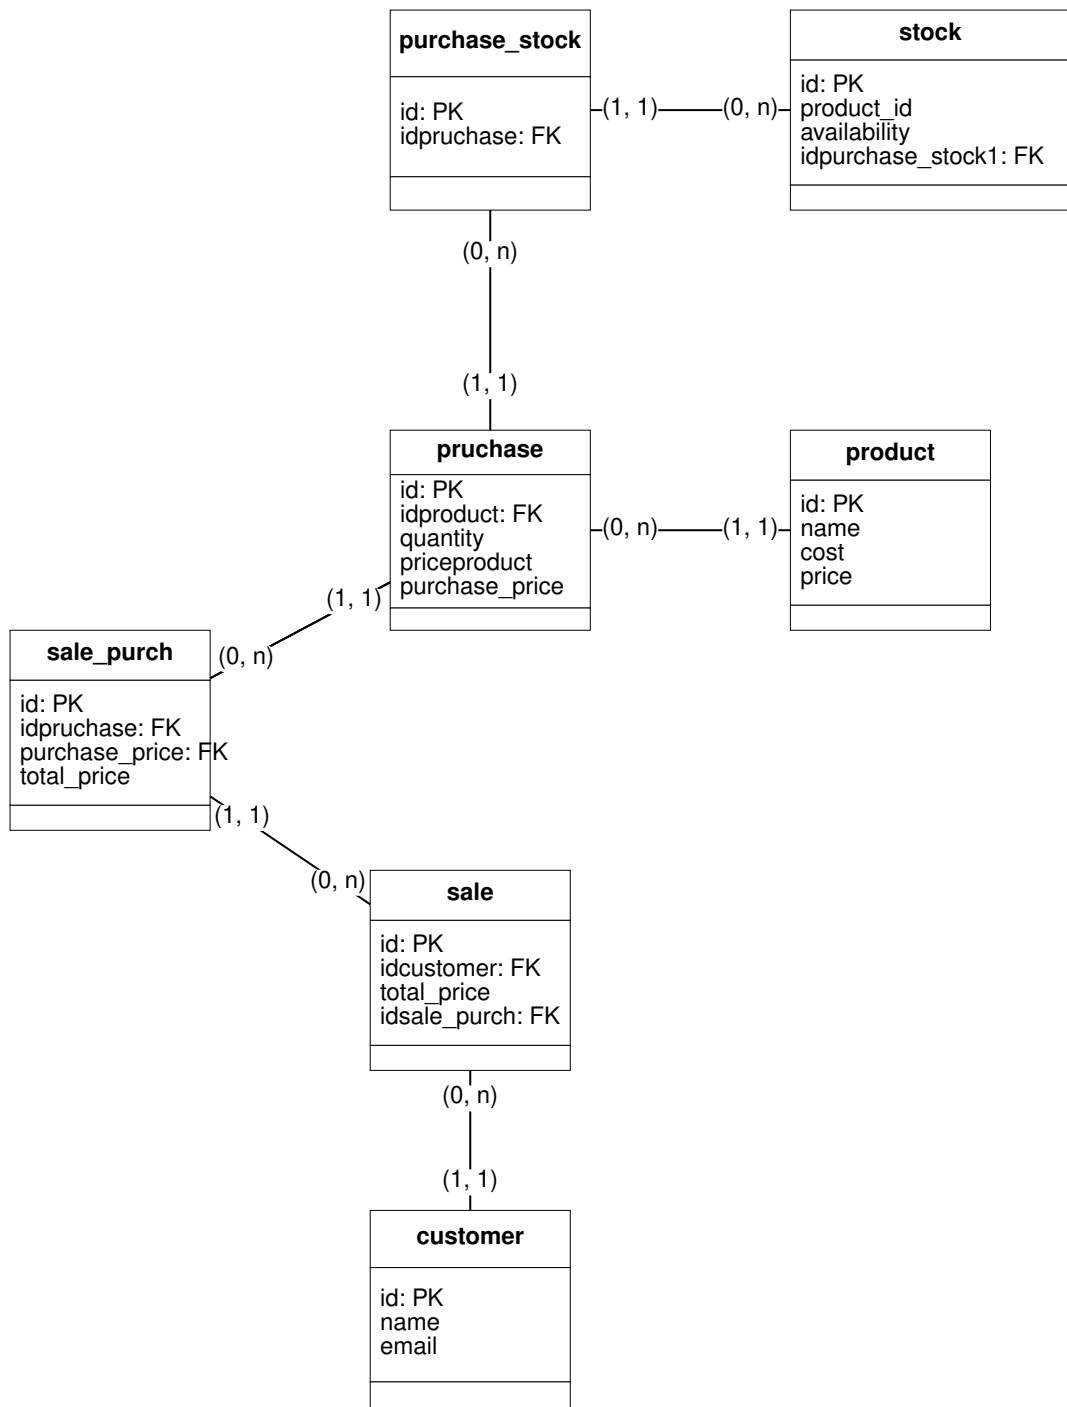 purchase_stock
id: PK
idpruchase: FK
(1, 1)
(0, n)
stock
id: PK
product_id
availability
idpurchase_stock1: FK
(0, n)
(1, 1)
pruchase
id: PK
idproduct: FK
quantity
priceproduct
purchase_price
(0, n)
(1, 1)
product
id: PK
name
cost
price
(1, 1)
(0, n)
sale_purch
id: PK
idpruchase: FK
purchase_price: FK
total_price
(1, 1)
(0, n)
sale
id: PK
idcustomer: FK
total_price
idsale_purch: FK
(0, n)
(1, 1)
customer
id: PK
name
email